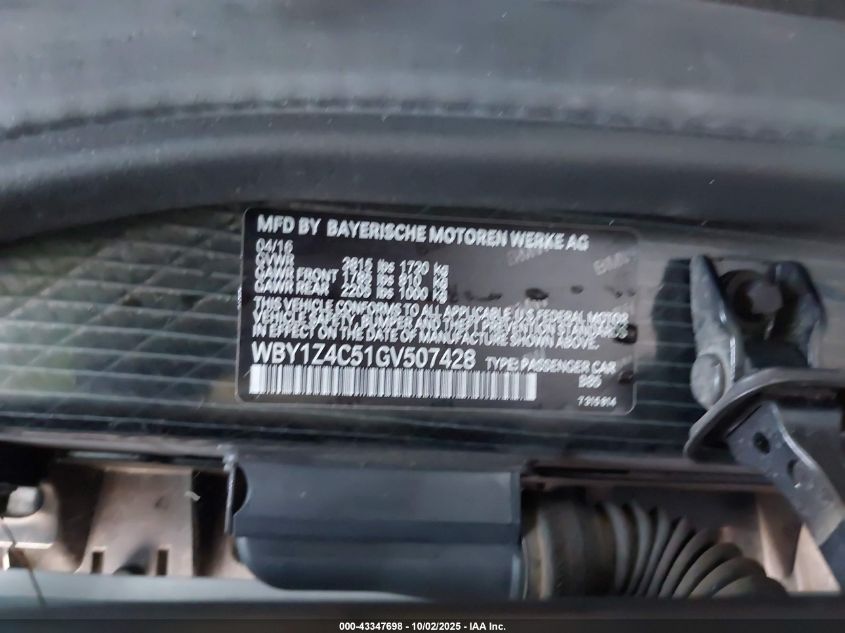 MFD BY BAYERISCHE MOTOREN WERKE AG
04/16
GVWR 3815 lbs 1730 kg
GAWR FRONT 1785 lbs 810 kg
GAWR REAR 2205 lbs 1000 kg
THIS VEHICLE CONFORMS TO ALL APPLICABLE U.S. FEDERAL MOTOR
VEHICLE SAFETY, BUMPER AND THEFT PREVENTION STANDARDS
IN EFFECT ON THE DATE OF MANUFACTURE SHOWN ABOVE.
WBY1Z4C51GV507428 TYPE: PASSENGER CAR
B85
7315814
000-43347698 - 10/02/2025 - IAA Inc.